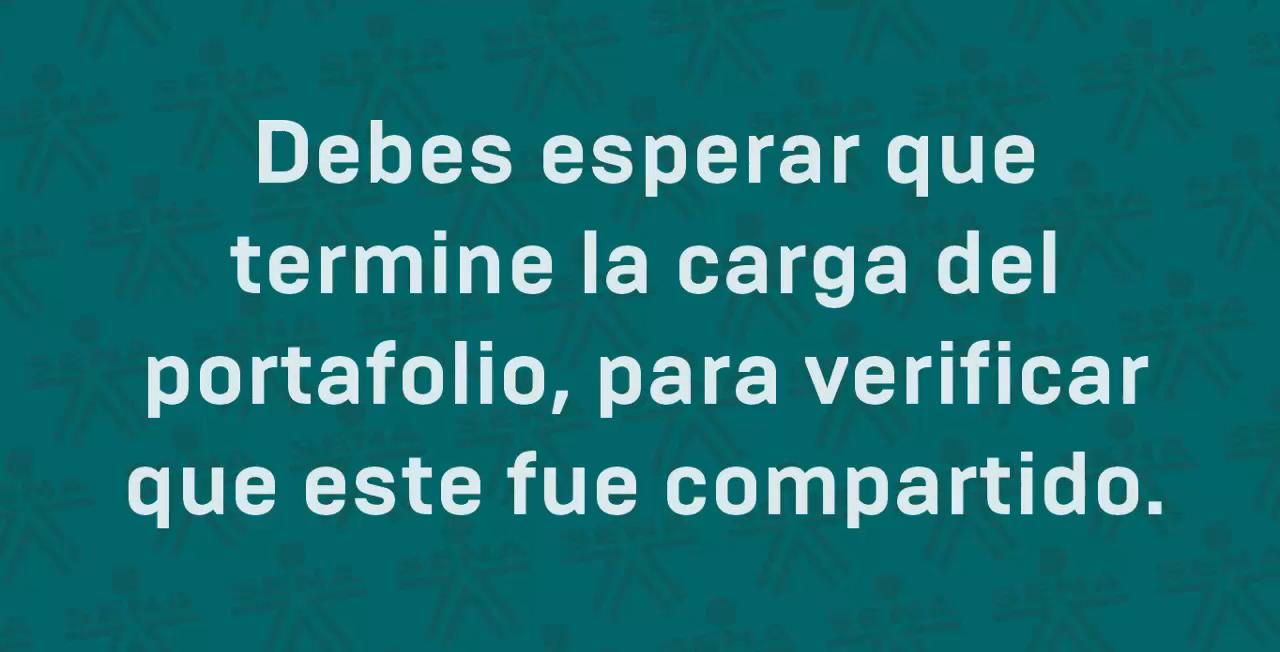 Debes esperar que
termine la carga del
portafolio, para verificar
que este fue compartido.